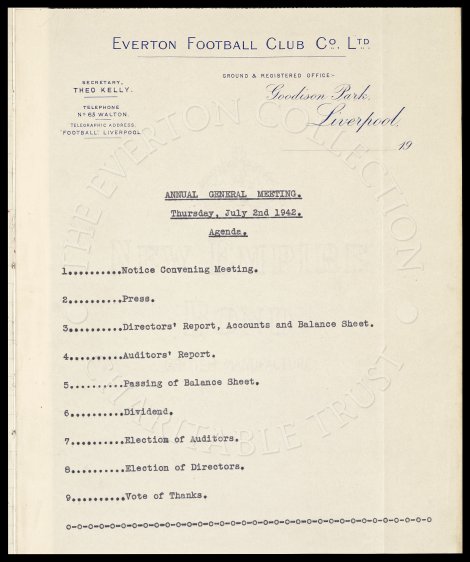 EVERTON FOOTBALL CLUB CO. LTD
SECRETARY,
THEO KELLY.
TELEPHONE
NO 63 WALTON.
TELEGRAPHIC ADDRESS
"FOOTBALL, LIVERPOOL"
GROUND & REGISTERED OFFICE:-
Goodison Park,
Liverpool,
19
ANNUAL GENERAL MEETING.
Thursday, July 2nd 1942.
Agenda.
1..........Notice Convening Meeting.
2..........Press.
3..........Directors' Report, Accounts and Balance Sheet.
4..........Auditors' Report.
5..........Passing of Balance Sheet.
6..........Dividend.
7..........Election of Auditors.
8..........Election of Directors.
9..........Vote of Thanks.
THE EVERTON COLLECTION
CHARITABLE TRUST